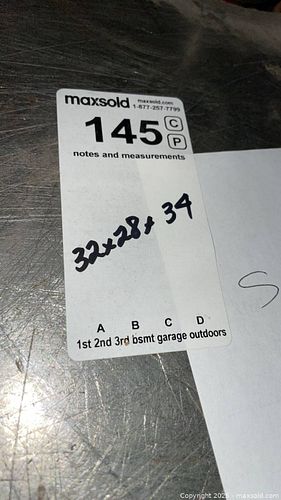 maxsold maxsold.com
1-877-257-7799
145 C
P
notes and measurements
32x28x34
A B C D
1st 2nd 3rd bsmt garage outdoors
S
Copyright 2025 - maxsold.com